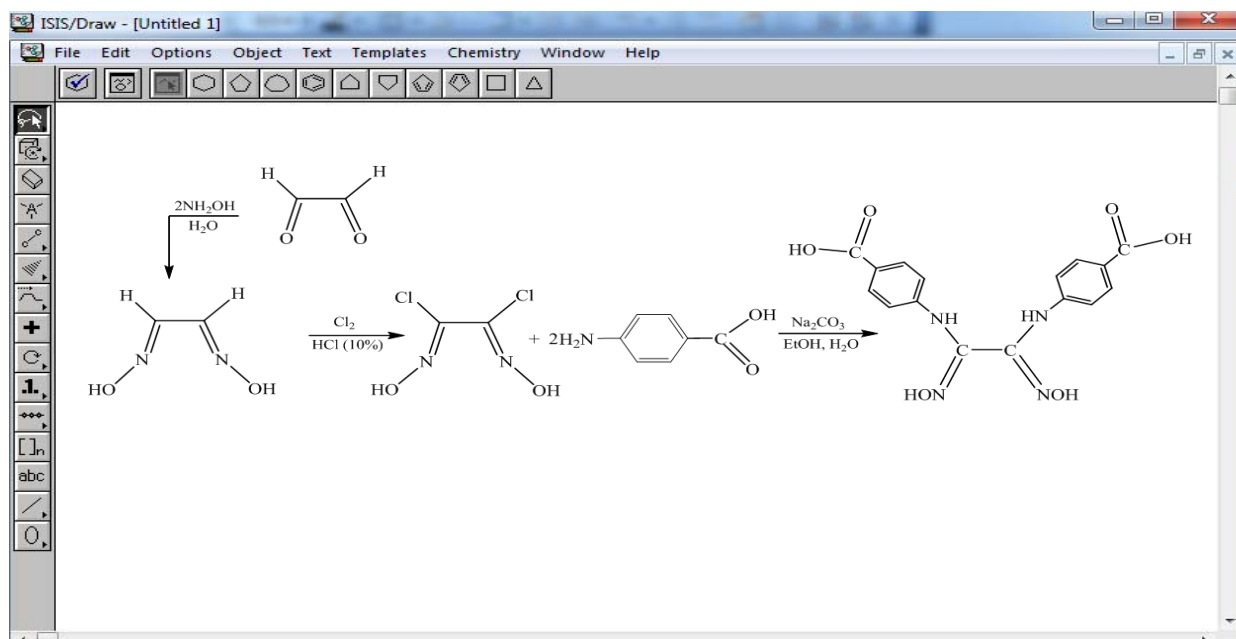 ISIS/Draw - [Untitled 1]
File Edit Options Object Text Templates Chemistry Window Help
H H
2NH₂OH
H₂O
O O
H H
N N
HO OH
Cl₂
HCl (10%)
Cl Cl
N N
HO OH
+ 2H₂N
C
OH
O
Na₂CO₃
EtOH, H₂O
O O
HO C C OH
NH HN
C C
HON NOH
A
.1.
[ ]n
abc